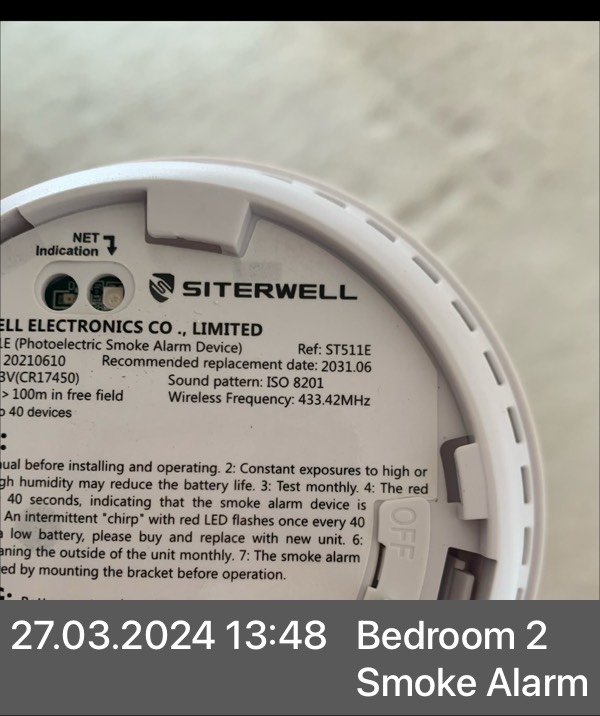 NET
Indication
SITERWELL
ELL ELECTRONICS CO ., LIMITED
1E (Photoelectric Smoke Alarm Device) Ref: ST511E
20210610 Recommended replacement date: 2031.06
3V(CR17450) Sound pattern: ISO 8201
> 100m in free field Wireless Frequency: 433.42MHz
o 40 devices
:
ual before installing and operating. 2: Constant exposures to high or
gh humidity may reduce the battery life. 3: Test monthly. 4: The red
40 seconds, indicating that the smoke alarm device is
An intermittent "chirp" with red LED flashes once every 40
a low battery, please buy and replace with new unit. 6:
aning the outside of the unit monthly. 7: The smoke alarm
ed by mounting the bracket before operation.
OFF
27.03.2024 13:48 Bedroom 2
Smoke Alarm